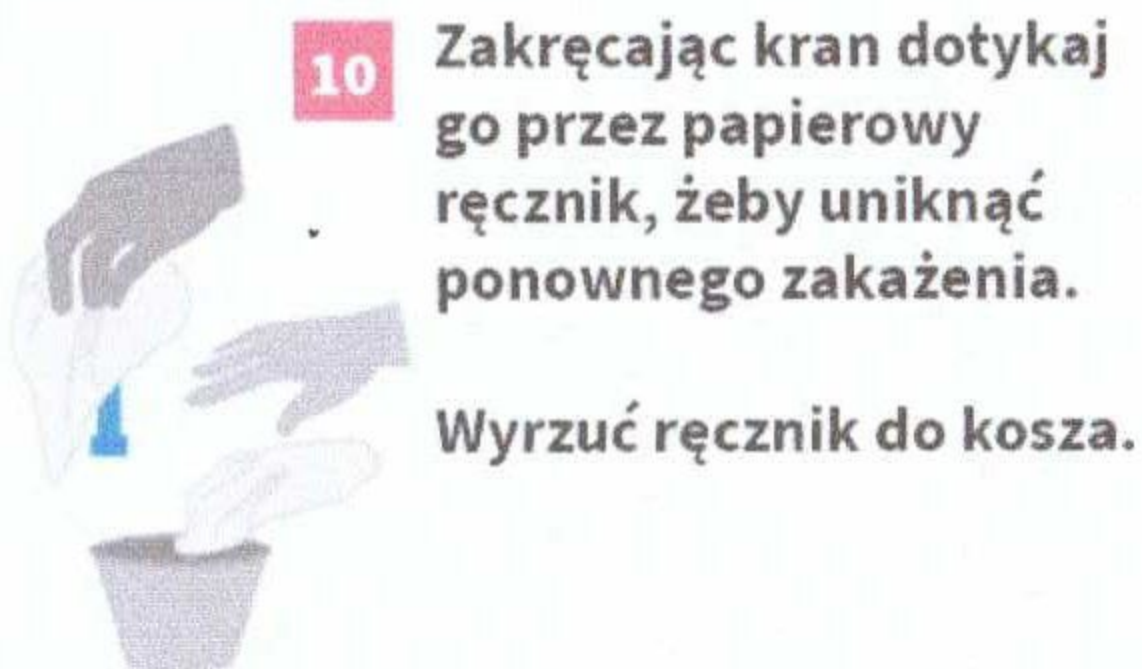 10
Zakręcając kran dotykaj
go przez papierowy
ręcznik, żeby uniknąć
ponownego zakażenia.
Wyrzuć ręcznik do kosza.